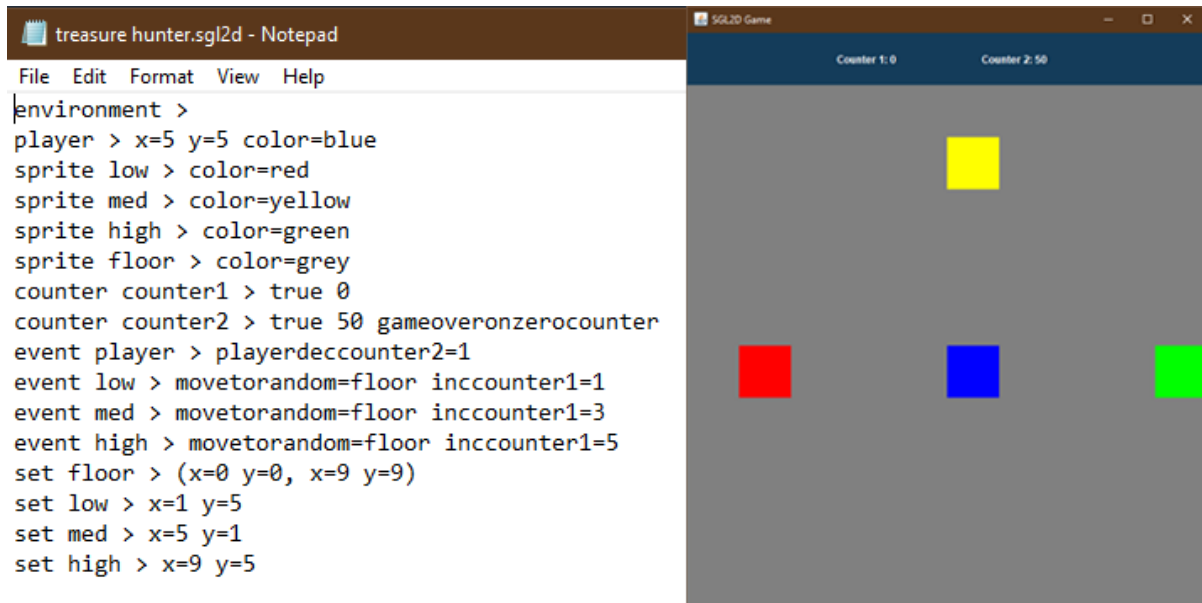 treasure hunter.sgl2d - Notepad
File Edit Format View Help
environment >
player > x=5 y=5 color=blue
sprite low > color=red
sprite med > color=yellow
sprite high > color=green
sprite floor > color=grey
counter counter1 > true 0
counter counter2 > true 50 gameoveronzerocounter
event player > playerdeccounter2=1
event low > movetorandom=floor inccounter1=1
event med > movetorandom=floor inccounter1=3
event high > movetorandom=floor inccounter1=5
set floor > (x=0 y=0, x=9 y=9)
set low > x=1 y=5
set med > x=5 y=1
set high > x=9 y=5
SGL2D Game
Counter 1: 0 Counter 2: 50